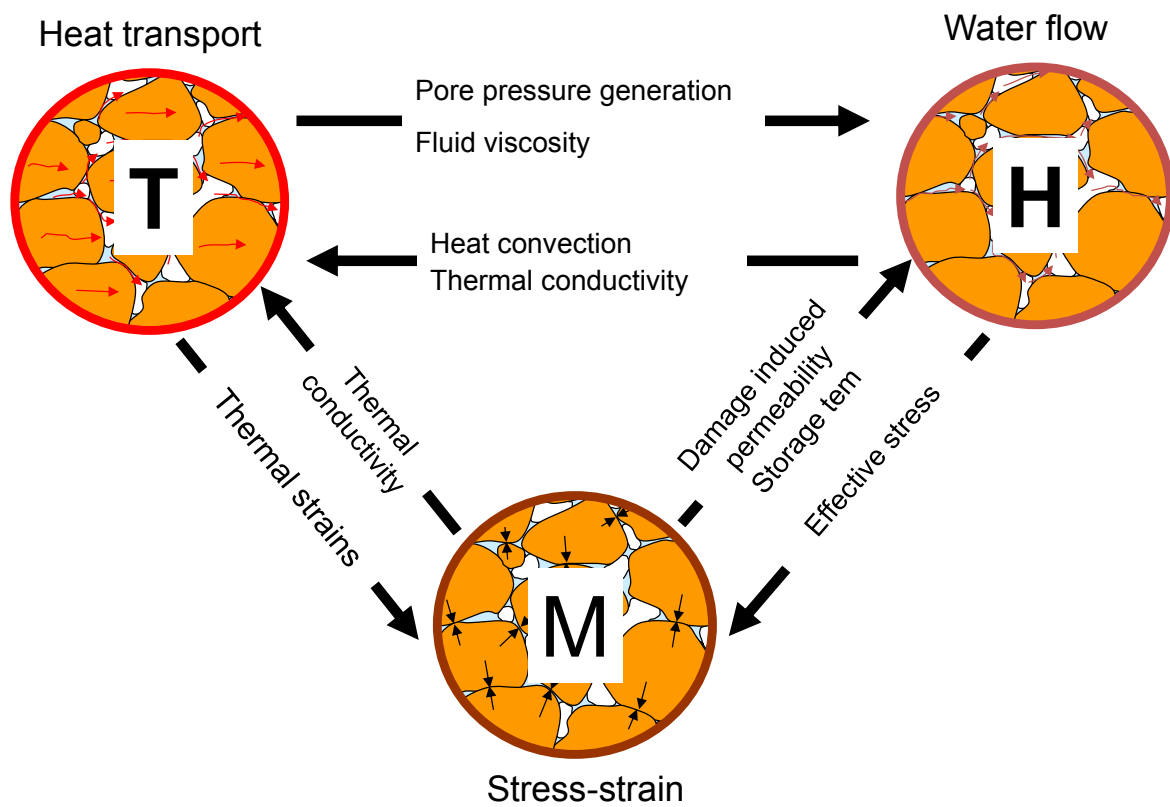 Heat transport
Water flow
Pore pressure generation
Fluid viscosity
T
H
Heat convection
Thermal conductivity
Thermal
conductivity
Thermal strains
Damage induced
permeability
Storage tem
Effective stress
M
Stress-strain